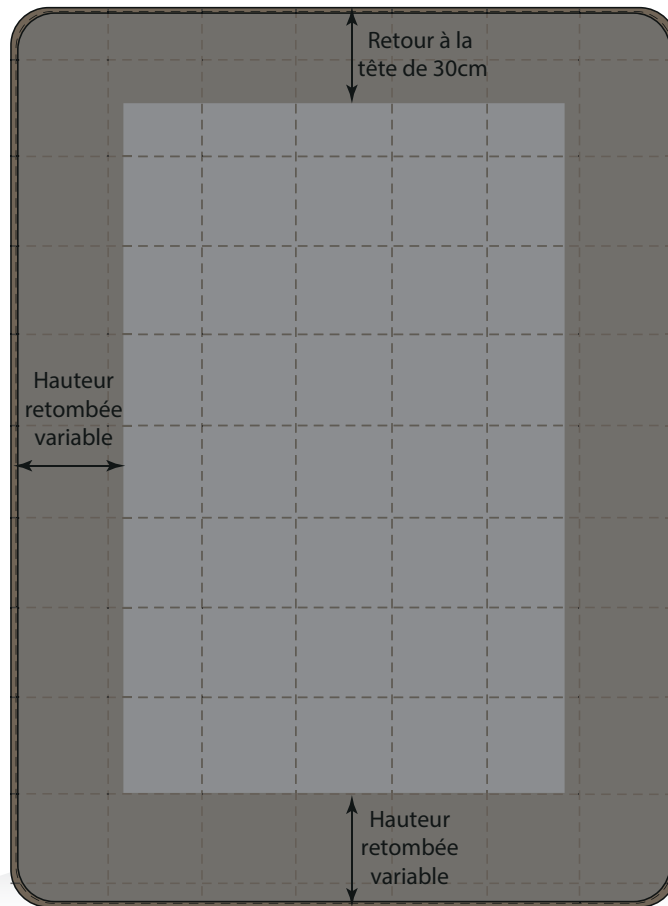 Retour à la
tête de 30cm
Hauteur
retombée
variable
Hauteur
retombée
variable